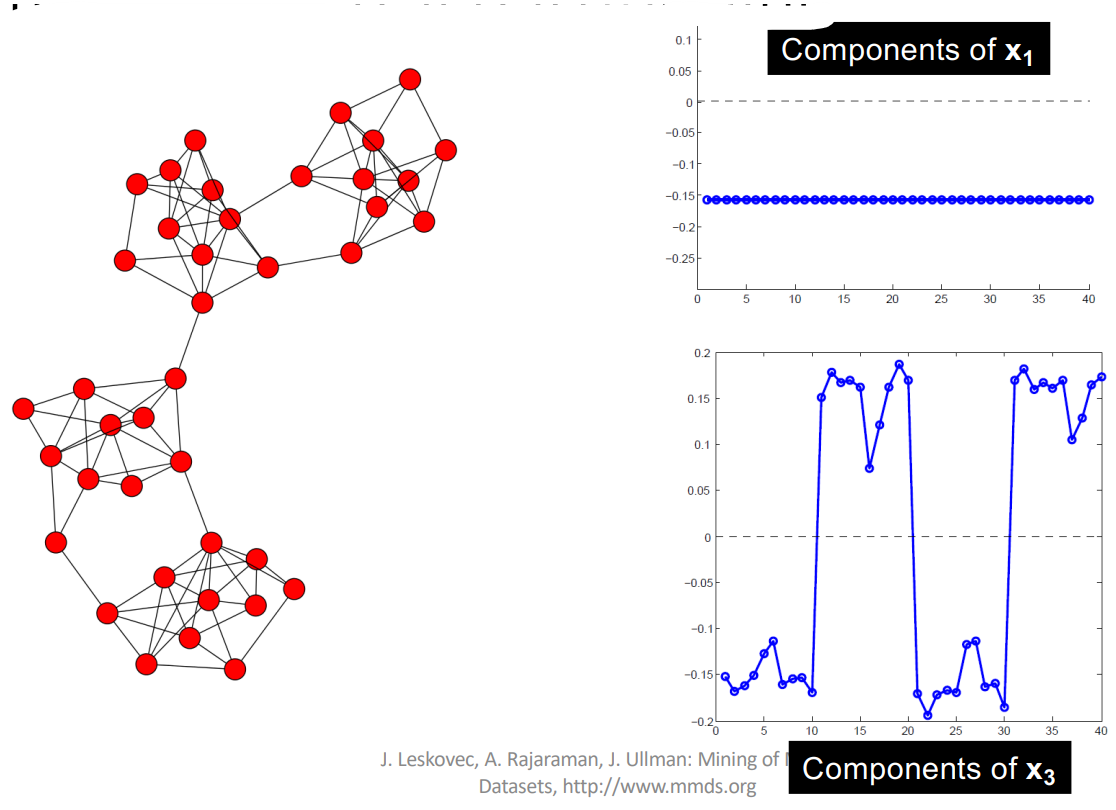 Components of x1
0.1
0.05
0
−0.05
−0.1
−0.15
−0.2
−0.25
0 5 10 15 20 25 30 35 40
0.2
0.15
0.1
0.05
0
−0.05
−0.1
−0.15
−0.2
0 5 10 15 20 25 30 35 40
J. Leskovec, A. Rajaraman, J. Ullman: Mining of
Datasets, http://www.mmds.org
Components of x3